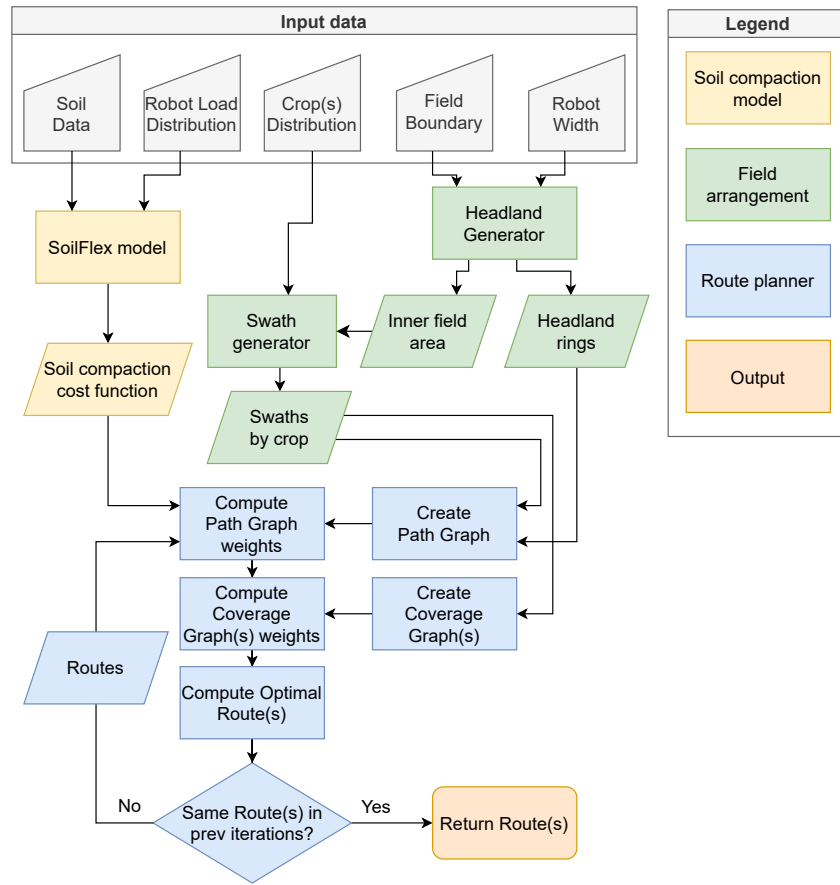 Input data
Soil
Data
Robot Load
Distribution
Crop(s)
Distribution
Field
Boundary
Robot
Width
Legend
Soil compaction
model
Field
arrangement
Route planner
Output
SoilFlex model
Headland
Generator
Swath
generator
Inner field
area
Headland
rings
Soil compaction
cost function
Swaths
by crop
Compute
Path Graph
weights
Create
Path Graph
Compute
Coverage
Graph(s) weights
Create
Coverage
Graph(s)
Routes
Compute Optimal
Route(s)
No
Same Route(s) in
prev iterations?
Yes
Return Route(s)